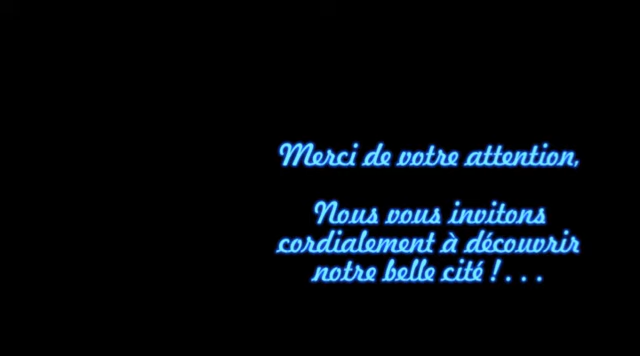 Merci de votre attention,
Nous vous invitons
cordialement à découvrir
notre belle cité ! . . .